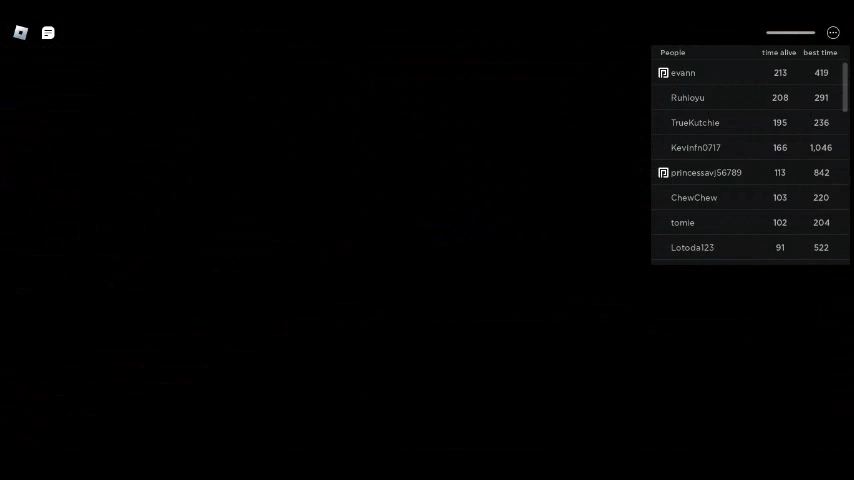 People time alive best time
evann 213 419
Ruhioyu 208 291
TrueKutchie 195 236
Kevinfn0717 166 1,046
princessavj56789 113 842
ChewChew 103 220
tomie 102 204
Lotoda123 91 522